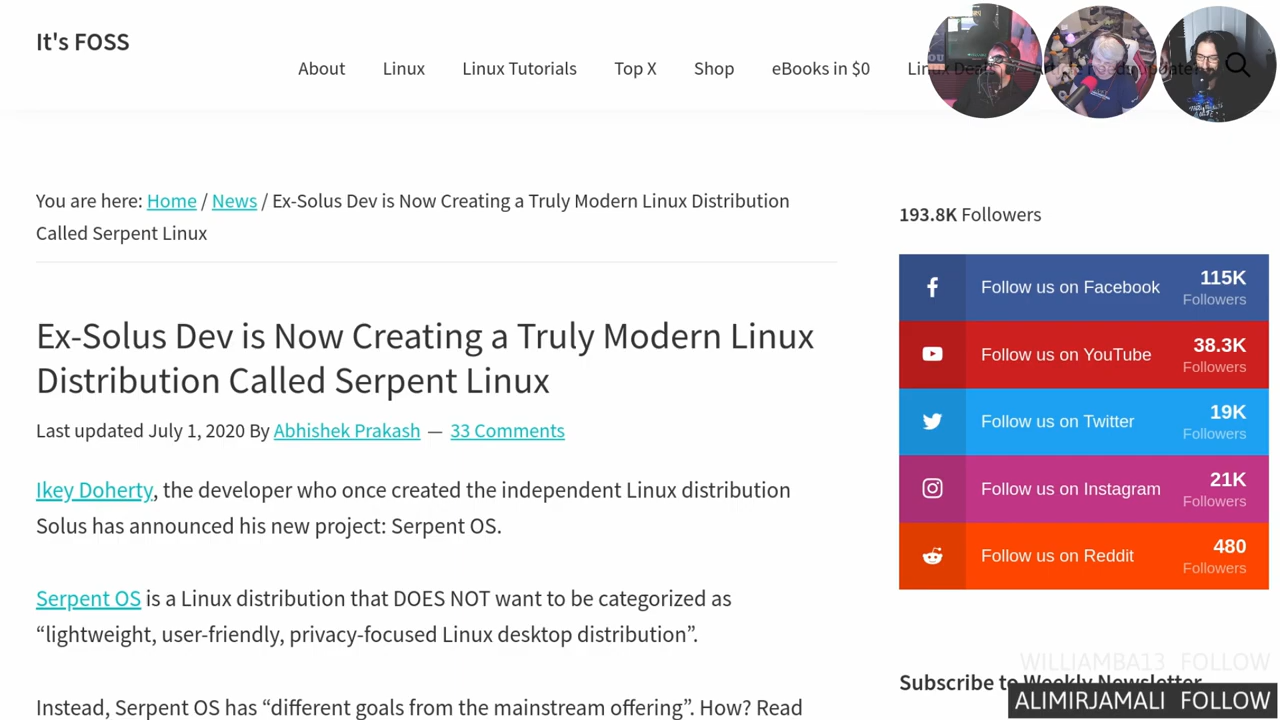 It's FOSS
About Linux Linux Tutorials Top X Shop eBooks in $0
You are here: Home / News / Ex-Solus Dev is Now Creating a Truly Modern Linux Distribution
Called Serpent Linux
Ex-Solus Dev is Now Creating a Truly Modern Linux
Distribution Called Serpent Linux
Last updated July 1, 2020 By Abhishek Prakash — 33 Comments
Ikey Doherty, the developer who once created the independent Linux distribution
Solus has announced his new project: Serpent OS.
Serpent OS is a Linux distribution that DOES NOT want to be categorized as
“lightweight, user-friendly, privacy-focused Linux desktop distribution”.
Instead, Serpent OS has “different goals from the mainstream offering”. How? Read
193.8K Followers
Follow us on Facebook 115K
Followers
Follow us on YouTube 38.3K
Followers
Follow us on Twitter 19K
Followers
Follow us on Instagram 21K
Followers
Follow us on Reddit 480
Followers
WILLIAMBA13 FOLLOW
Subscribe to Weekly Newsletter
ALIMIRJAMALI FOLLOW